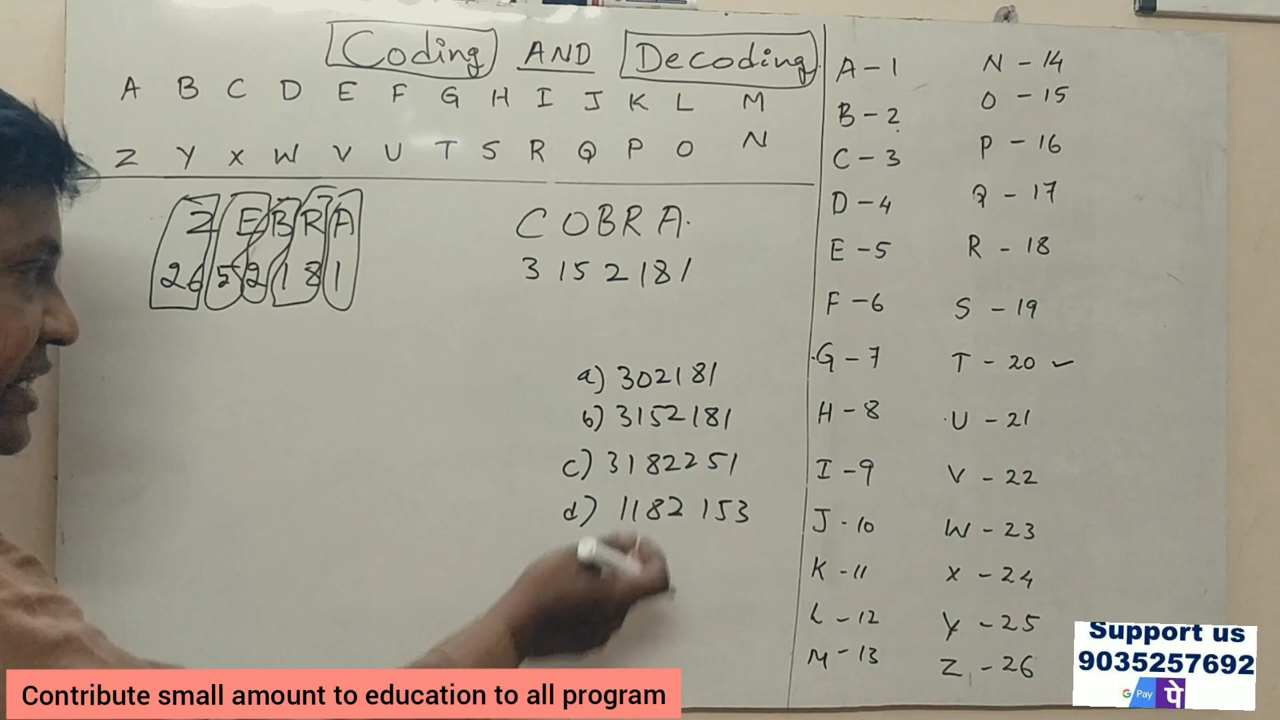 Coding AND Decoding
A B C D E F G H I J K L M
Z Y X W V U T S R Q P O N
Z E B R A
26 5 2 18 1
COBRA.
3 15 2 18 1
a) 302181
b) 3152181
c) 3182251
d) 1182153
A - 1
B - 2
C - 3
D - 4
E - 5
F - 6
G - 7
H - 8
I - 9
J - 10
K - 11
L - 12
M - 13
N - 14
O - 15
P - 16
Q - 17
R - 18
S - 19
T - 20 ✓
U - 21
V - 22
W - 23
X - 24
Y - 25
Z - 26
Support us
9035257692
G Pay पे
Contribute small amount to education to all program